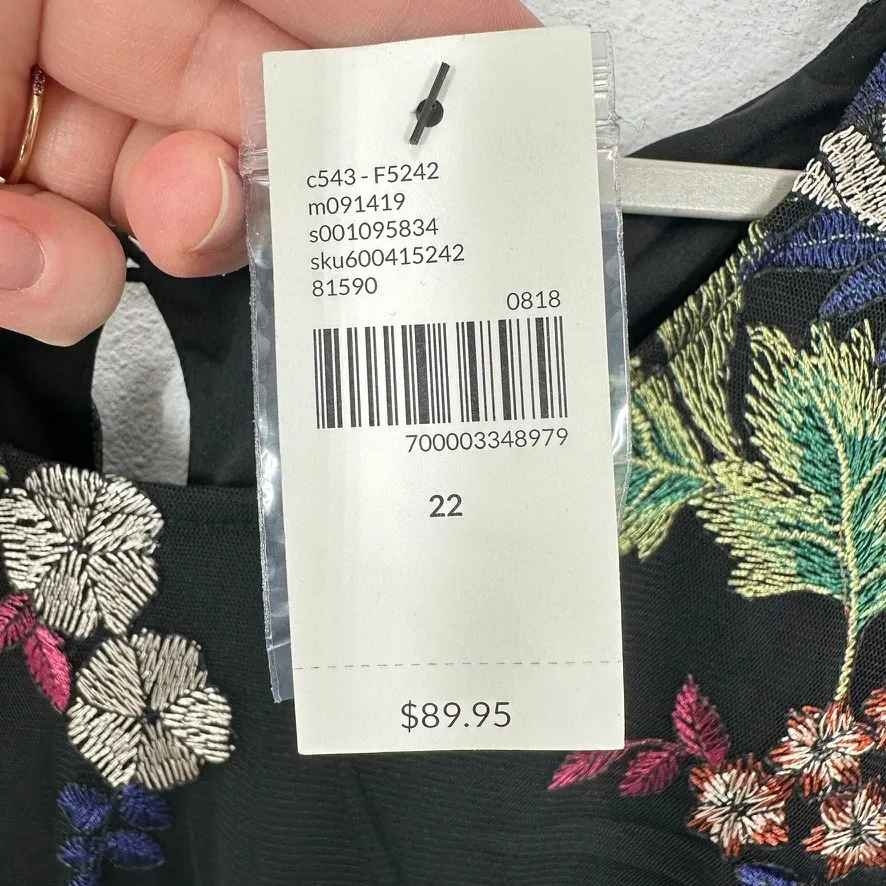 c543 - F5242
m091419
s001095834
sku600415242
81590
0818
700003348979
22
$89.95